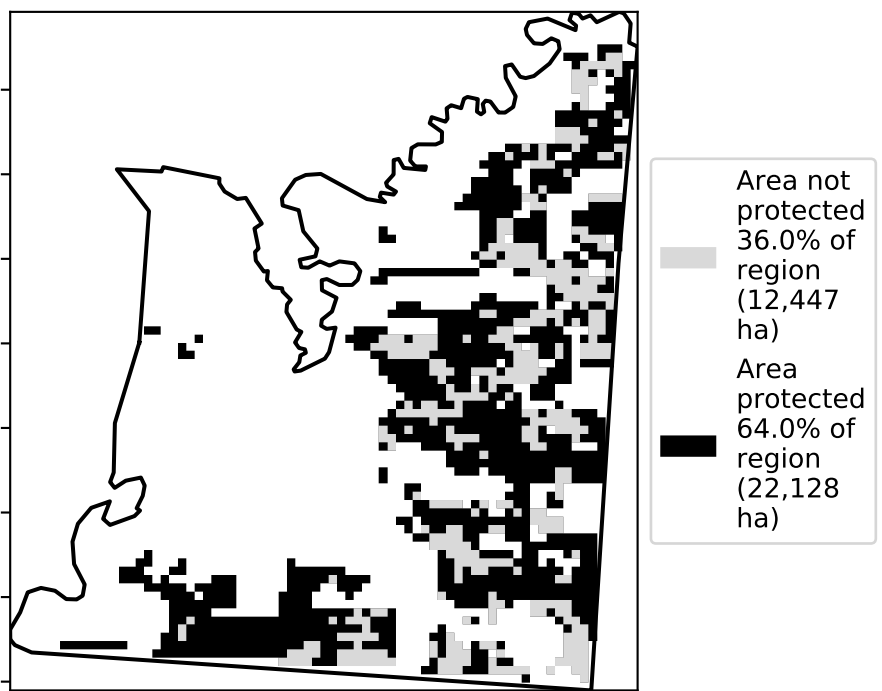 Area not
protected
36.0% of
region
(12,447
ha)
Area
protected
64.0% of
region
(22,128
ha)